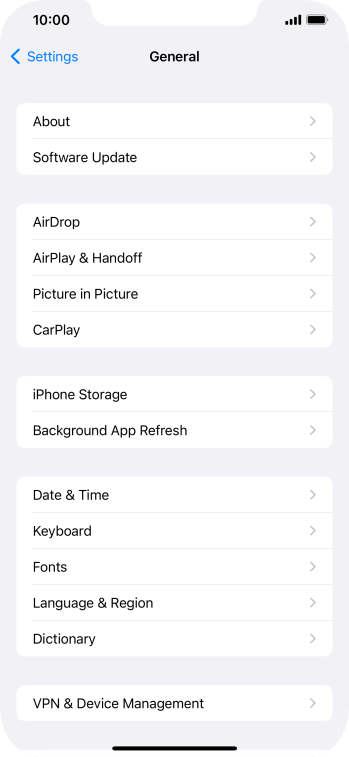 10:00
Settings
General
About
Software Update
AirDrop
AirPlay & Handoff
Picture in Picture
CarPlay
iPhone Storage
Background App Refresh
Date & Time
Keyboard
Fonts
Language & Region
Dictionary
VPN & Device Management